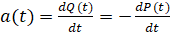 a(t) = dQ(t)/dt = −dP(t)/dt